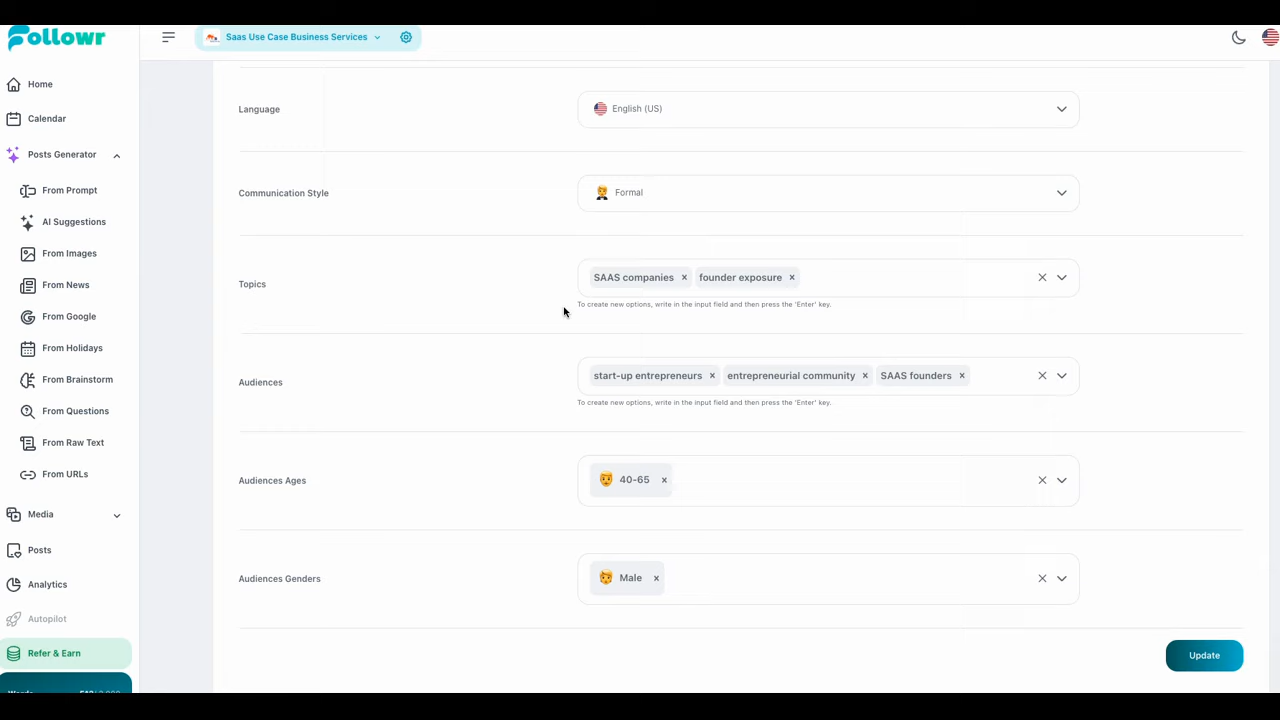 Followr
Saas Use Case Business Services
Home
Calendar
Posts Generator
From Prompt
AI Suggestions
From Images
From News
From Google
From Holidays
From Brainstorm
From Questions
From Raw Text
From URLs
Media
Posts
Analytics
Autopilot
Refer & Earn
Words
Language
English (US)
Communication Style
Formal
Topics
SAAS companies × founder exposure ×
To create new options, write in the input field and then press the 'Enter' key.
Audiences
start-up entrepreneurs × entrepreneurial community × SAAS founders ×
To create new options, write in the input field and then press the 'Enter' key.
Audiences Ages
40-65 ×
Audiences Genders
Male ×
Update